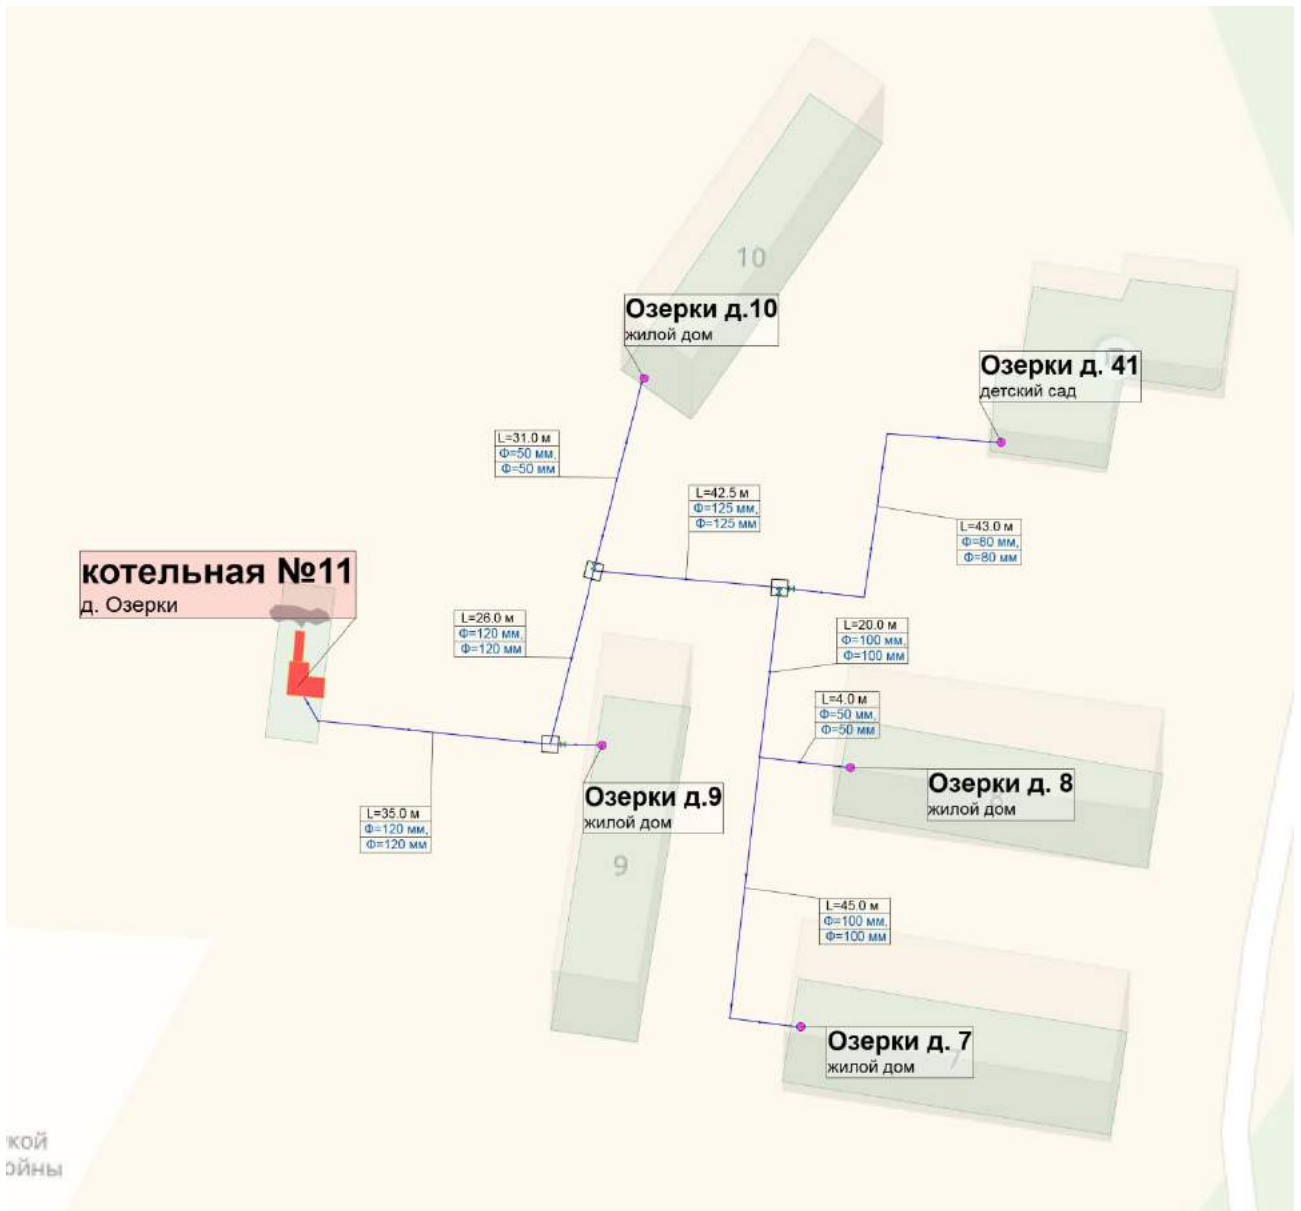 10
Озерки д.10
жилой дом
Озерки д. 41
детский сад
L=31.0 м
Ф=50 мм,
Ф=50 мм
L=42.5 м
Ф=125 мм,
Ф=125 мм
L=43.0 м
Ф=80 мм,
Ф=80 мм
котельная №11
д. Озерки
L=26.0 м
Ф=120 мм,
Ф=120 мм
L=20.0 м
Ф=100 мм,
Ф=100 мм
L=4.0 м
Ф=50 мм,
Ф=50 мм
Озерки д.9
жилой дом
Озерки д. 8
жилой дом
L=35.0 м
Ф=120 мм,
Ф=120 мм
9
L=45.0 м
Ф=100 мм,
Ф=100 мм
Озерки д. 7
жилой дом
7
кой
ойны